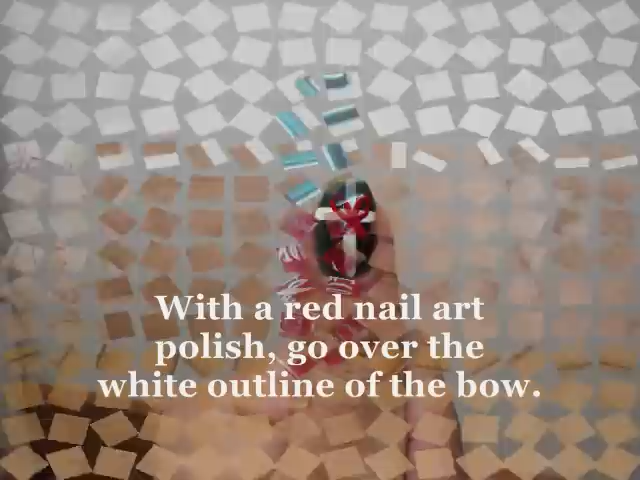 With a red nail art
polish, go over the
white outline of the bow.